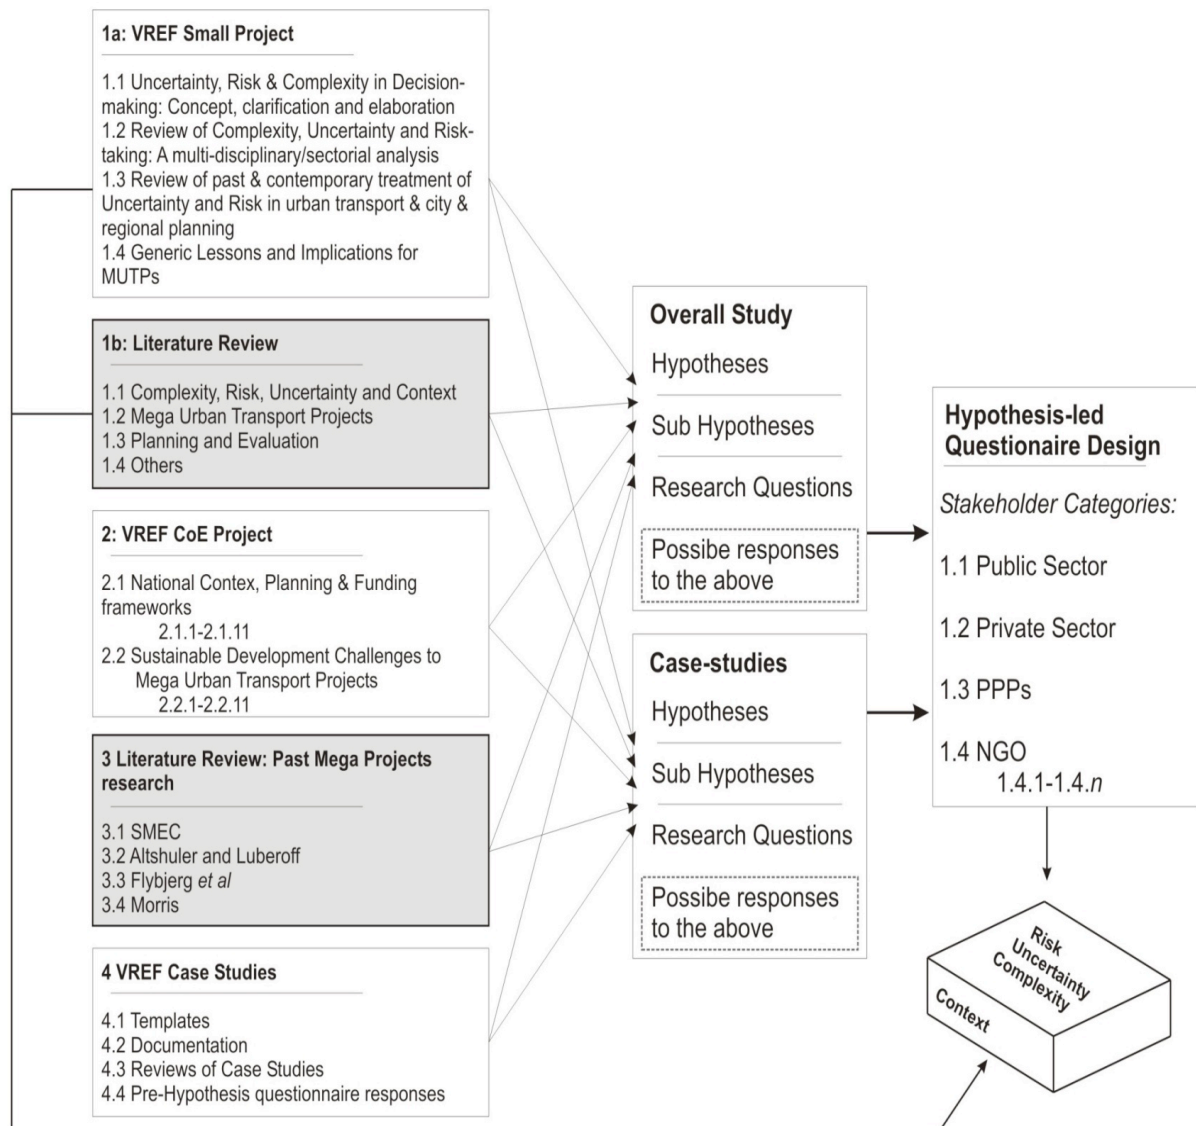 1a: VREF Small Project
1.1 Uncertainty, Risk & Complexity in Decision-
making: Concept, clarification and elaboration
1.2 Review of Complexity, Uncertainty and Risk-
taking: A multi-disciplinary/sectorial analysis
1.3 Review of past & contemporary treatment of
Uncertainty and Risk in urban transport & city &
regional planning
1.4 Generic Lessons and Implications for
MUTPs
1b: Literature Review
1.1 Complexity, Risk, Uncertainty and Context
1.2 Mega Urban Transport Projects
1.3 Planning and Evaluation
1.4 Others
2: VREF CoE Project
2.1 National Contex, Planning & Funding
frameworks
2.1.1-2.1.11
2.2 Sustainable Development Challenges to
Mega Urban Transport Projects
2.2.1-2.2.11
3 Literature Review: Past Mega Projects
research
3.1 SMEC
3.2 Altshuler and Luberoff
3.3 Flybjerg et al
3.4 Morris
4 VREF Case Studies
4.1 Templates
4.2 Documentation
4.3 Reviews of Case Studies
4.4 Pre-Hypothesis questionnaire responses
Overall Study
Hypotheses
Sub Hypotheses
Research Questions
Possibe responses
to the above
Case-studies
Hypotheses
Sub Hypotheses
Research Questions
Possibe responses
to the above
Hypothesis-led
Questionaire Design
Stakeholder Categories:
1.1 Public Sector
1.2 Private Sector
1.3 PPPs
1.4 NGO
1.4.1-1.4.n
Risk
Uncertainty
Complexity
Context